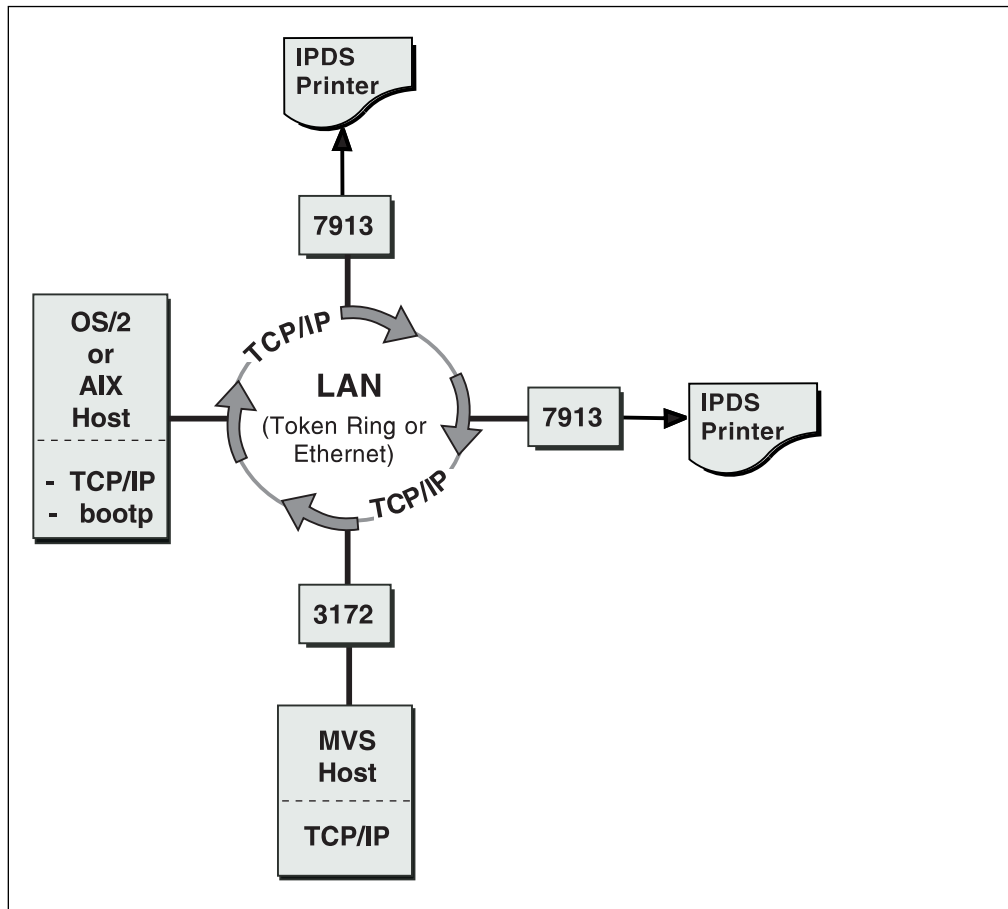 IPDS
Printer
7913
OS/2
or
AIX
Host
- TCP/IP
- bootp
TCP/IP
LAN
(Token Ring or
Ethernet)
TCP/IP
7913
IPDS
Printer
3172
MVS
Host
TCP/IP